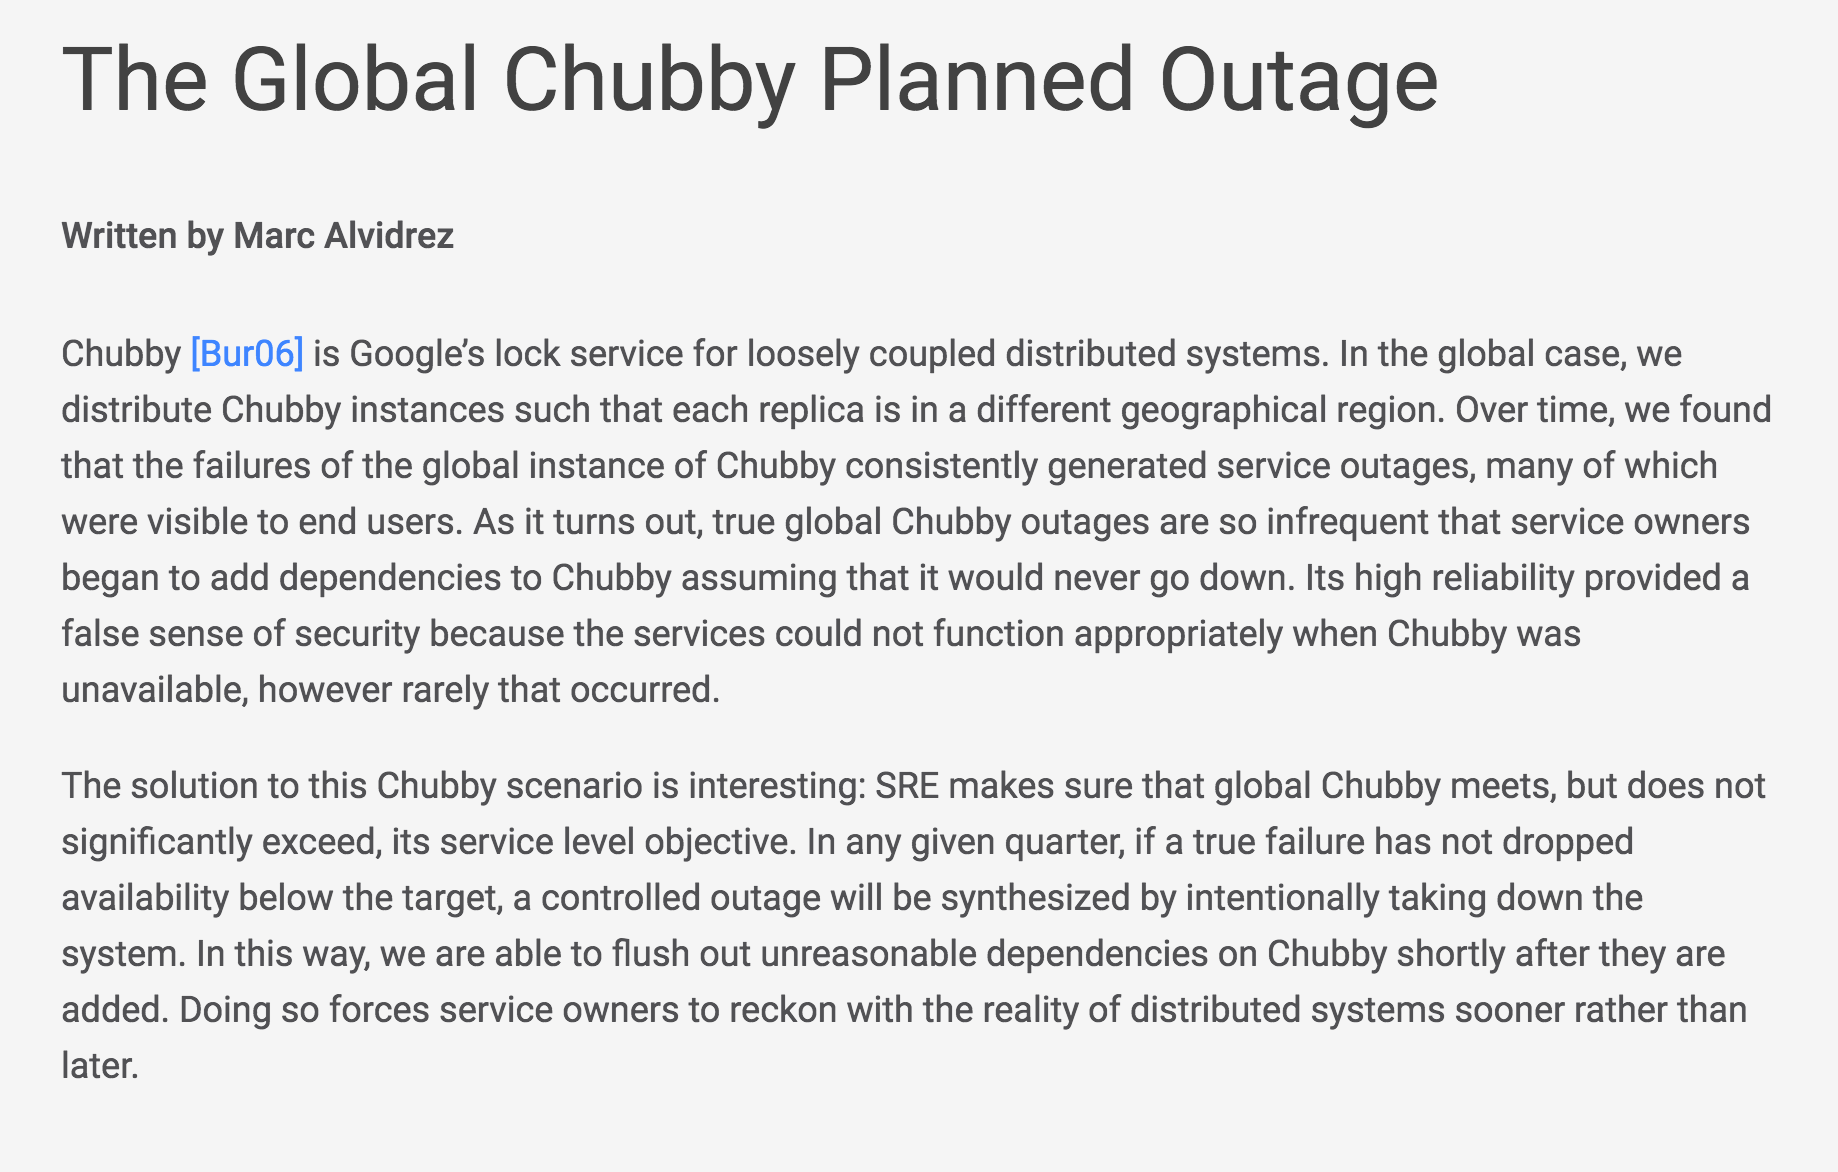 The Global Chubby Planned Outage
Written by Marc Alvidrez
Chubby [Bur06] is Google’s lock service for loosely coupled distributed systems. In the global case, we
distribute Chubby instances such that each replica is in a different geographical region. Over time, we found
that the failures of the global instance of Chubby consistently generated service outages, many of which
were visible to end users. As it turns out, true global Chubby outages are so infrequent that service owners
began to add dependencies to Chubby assuming that it would never go down. Its high reliability provided a
false sense of security because the services could not function appropriately when Chubby was
unavailable, however rarely that occurred.
The solution to this Chubby scenario is interesting: SRE makes sure that global Chubby meets, but does not
significantly exceed, its service level objective. In any given quarter, if a true failure has not dropped
availability below the target, a controlled outage will be synthesized by intentionally taking down the
system. In this way, we are able to flush out unreasonable dependencies on Chubby shortly after they are
added. Doing so forces service owners to reckon with the reality of distributed systems sooner rather than
later.